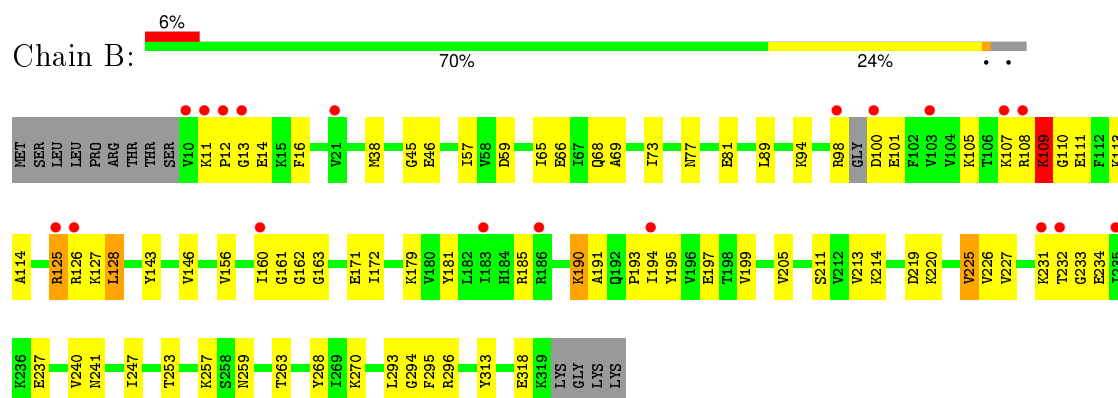 6%
Chain B:
70% 24% • •
MET SER LEU LEU PRO ARG THR THR SER V10 K11 P12 G13 E14 K15 F16 V21 M38 G45 E46 I57 V58 D59 I65 E66 I67 Q68 A69 I73 N77 E81 L89 K94 R98 GLY D100 E101 F102 V103 V104 K105 T106 K107 R108 K109 G110 E111 F112 K113
A114 R125 R126 K127 L128 Y143 V146 V156 I160 G161 G162 G163 E171 I172 K179 V180 Y181 L182 I183 H184 R185 R186 K190 A191 Q192 P193 I194 Y195 V196 E197 T198 V199 V205 S211 V212 V213 K214 D219 K220 V225 V226 V227 K231 T232 G233 E234 I235
K236 E237 V240 N241 I247 T253 K257 S258 N259 T263 Y268 I269 K270 L293 G294 F295 R296 Y313 E318 K319 LYS GLY LYS LYS